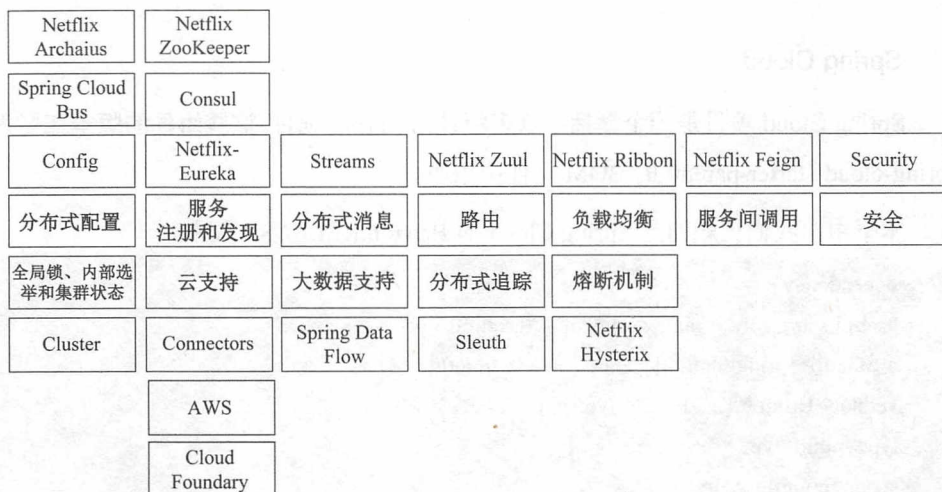 Netflix
Archaius
Netflix
ZooKeeper
Spring Cloud
Bus
Consul
Config
Netflix-
Eureka
Streams
Netflix Zuul
Netflix Ribbon
Netflix Feign
Security
分布式配置
服务
注册和发现
分布式消息
路由
负载均衡
服务间调用
安全
全局锁、内部选
举和集群状态
云支持
大数据支持
分布式追踪
熔断机制
Cluster
Connectors
Spring Data
Flow
Sleuth
Netflix
Hysterix
AWS
Cloud
Foundary